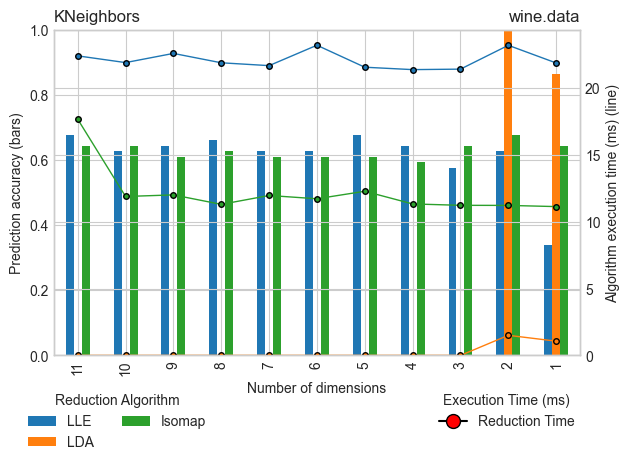 KNeighbors wine.data
1.0
0.8
0.6
0.4
0.2
0.0
Prediction accuracy (bars)
20
15
10
5
0
Algorithm execution time (ms) (line)
11 10 9 8 7 6 5 4 3 2 1
Number of dimensions
Reduction Algorithm Execution Time (ms)
LLE Isomap Reduction Time
LDA